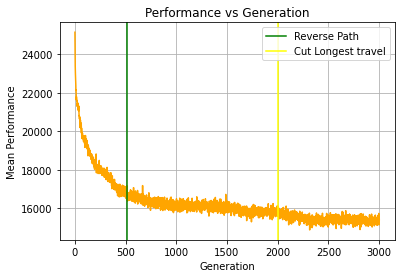 Performance vs Generation
Reverse Path
Cut Longest travel
Mean Performance
24000
22000
20000
18000
16000
0 500 1000 1500 2000 2500 3000
Generation